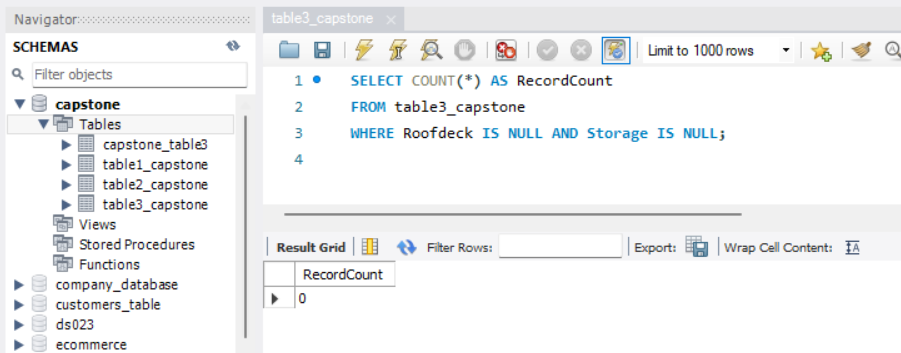 Navigator
SCHEMAS
Filter objects
capstone
Tables
capstone_table3
table1_capstone
table2_capstone
table3_capstone
Views
Stored Procedures
Functions
company_database
customers_table
ds023
ecommerce
table3_capstone
Limit to 1000 rows
1 SELECT COUNT(*) AS RecordCount
2 FROM table3_capstone
3 WHERE Roofdeck IS NULL AND Storage IS NULL;
4
Result Grid Filter Rows: Export: Wrap Cell Content:
RecordCount
0